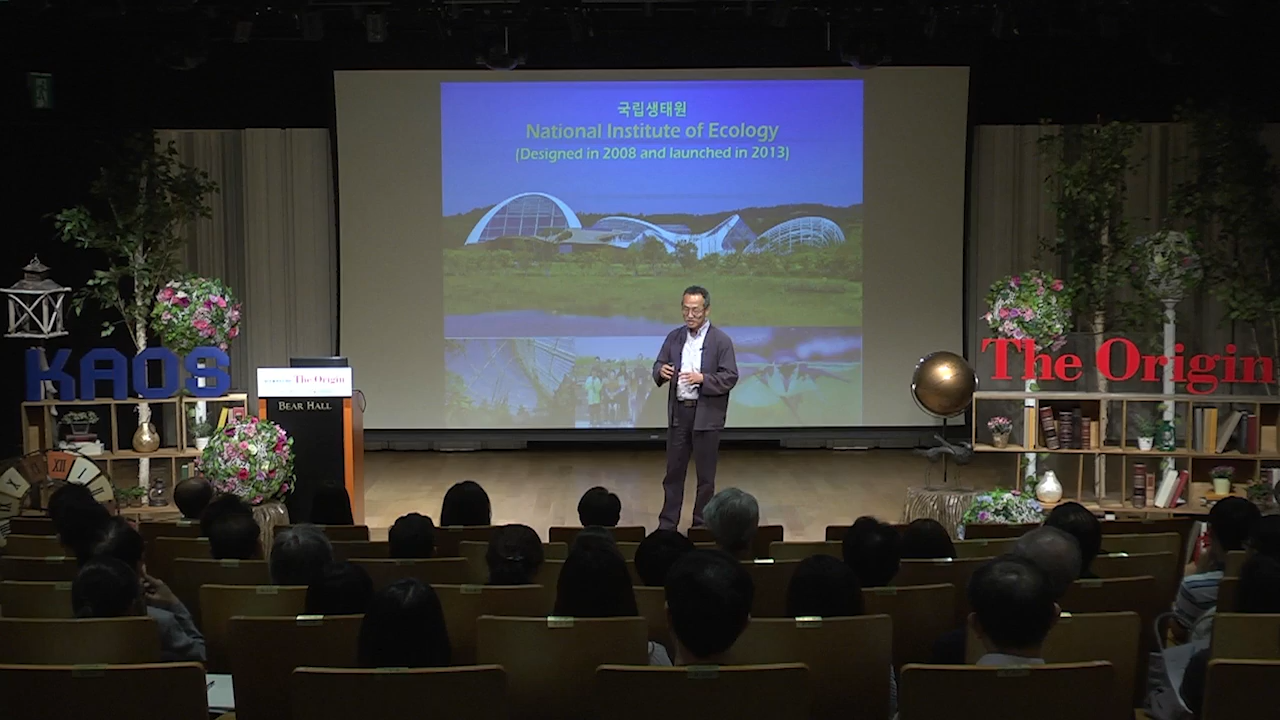 국립생태원
National Institute of Ecology
(Designed in 2008 and launched in 2013)
KAOS
The Origin
BEAR HALL
The Origin
XII